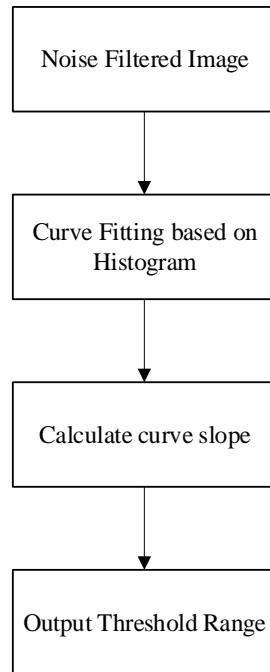 Noise Filtered Image
Curve Fitting based on
Histogram
Calculate curve slope
Output Threshold Range